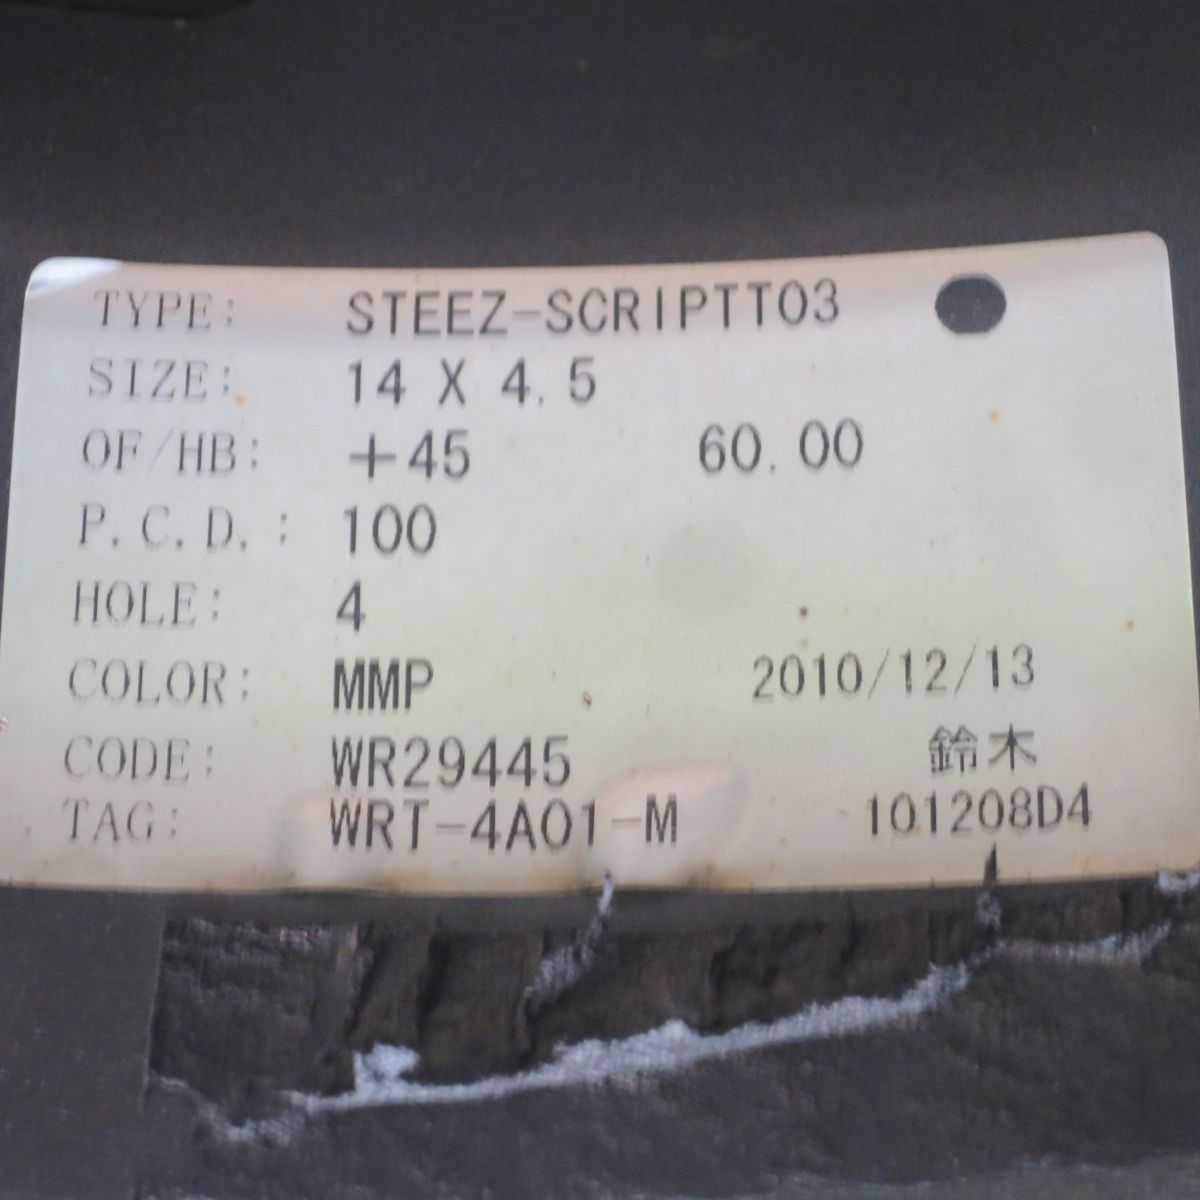 TYPE: STEEZ-SCRIPTT03
SIZE: 14 X 4.5
OF/HB: +45 60.00
P.C.D.: 100
HOLE: 4
COLOR: MMP 2010/12/13
CODE: WR29445 鈴木
TAG: WRT-4A01-M 101208D4